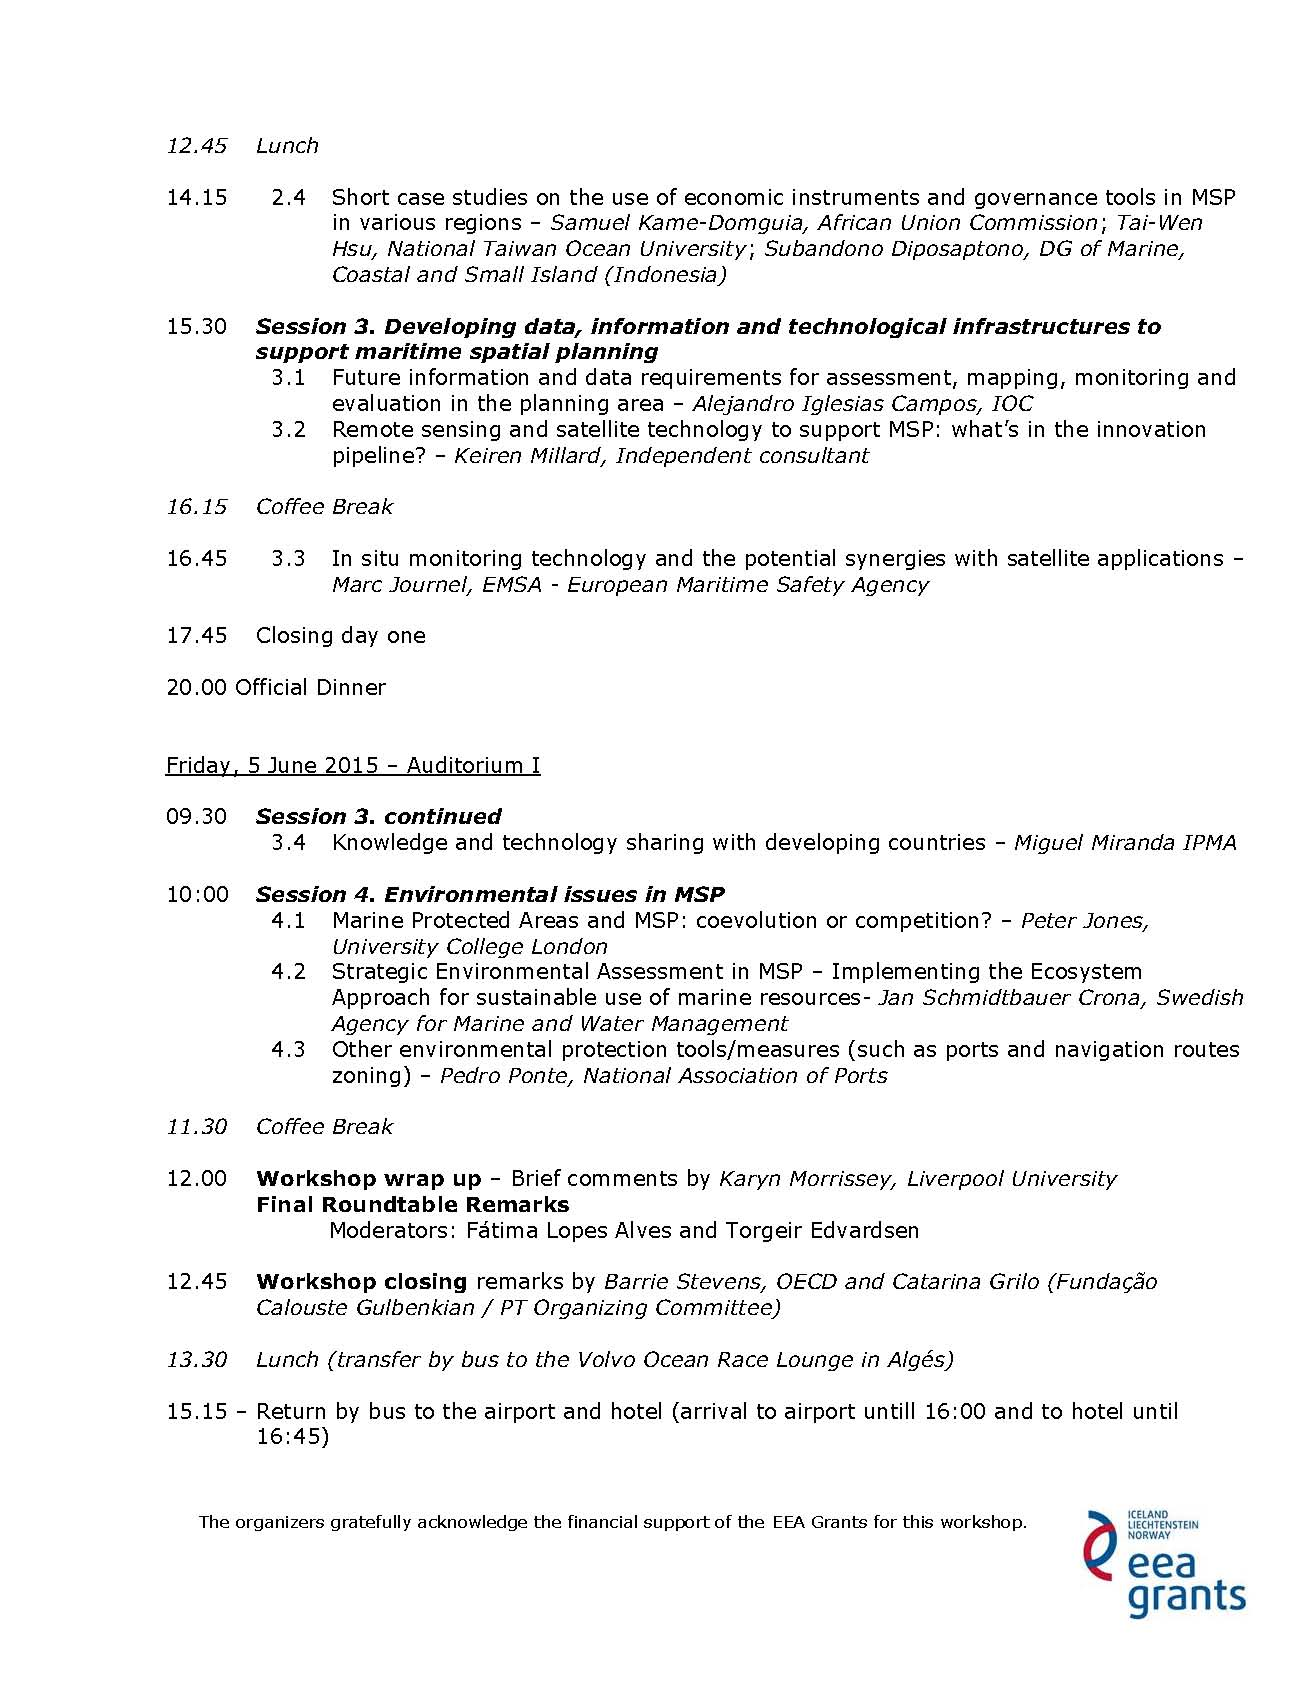 12.45 Lunch
14.15 2.4 Short case studies on the use of economic instruments and governance tools in MSP
in various regions – Samuel Kame-Domguia, African Union Commission; Tai-Wen
Hsu, National Taiwan Ocean University; Subandono Diposaptono, DG of Marine,
Coastal and Small Island (Indonesia)
15.30 Session 3. Developing data, information and technological infrastructures to
support maritime spatial planning
3.1 Future information and data requirements for assessment, mapping, monitoring and
evaluation in the planning area – Alejandro Iglesias Campos, IOC
3.2 Remote sensing and satellite technology to support MSP: what’s in the innovation
pipeline? – Keiren Millard, Independent consultant
16.15 Coffee Break
16.45 3.3 In situ monitoring technology and the potential synergies with satellite applications –
Marc Journel, EMSA - European Maritime Safety Agency
17.45 Closing day one
20.00 Official Dinner
Friday, 5 June 2015 – Auditorium I
09.30 Session 3. continued
3.4 Knowledge and technology sharing with developing countries – Miguel Miranda IPMA
10:00 Session 4. Environmental issues in MSP
4.1 Marine Protected Areas and MSP: coevolution or competition? – Peter Jones,
University College London
4.2 Strategic Environmental Assessment in MSP – Implementing the Ecosystem
Approach for sustainable use of marine resources- Jan Schmidtbauer Crona, Swedish
Agency for Marine and Water Management
4.3 Other environmental protection tools/measures (such as ports and navigation routes
zoning) – Pedro Ponte, National Association of Ports
11.30 Coffee Break
12.00 Workshop wrap up – Brief comments by Karyn Morrissey, Liverpool University
Final Roundtable Remarks
Moderators: Fátima Lopes Alves and Torgeir Edvardsen
12.45 Workshop closing remarks by Barrie Stevens, OECD and Catarina Grilo (Fundação
Calouste Gulbenkian / PT Organizing Committee)
13.30 Lunch (transfer by bus to the Volvo Ocean Race Lounge in Algés)
15.15 – Return by bus to the airport and hotel (arrival to airport untill 16:00 and to hotel until
16:45)
The organizers gratefully acknowledge the financial support of the EEA Grants for this workshop.
ICELAND
LIECHTENSTEIN
NORWAY
eea
grants